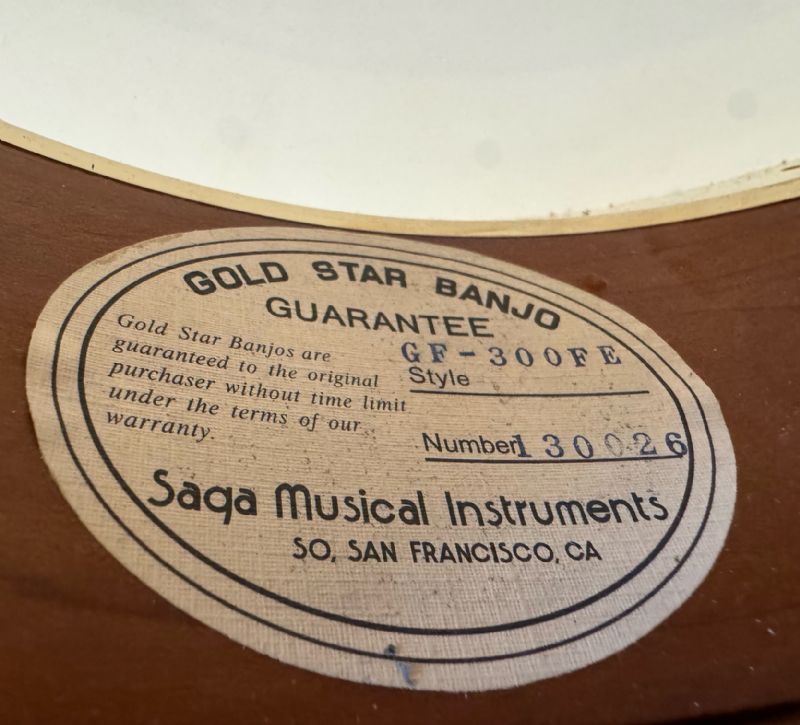 GOLD STAR BANJO
GUARANTEE
Gold Star Banjos are
guaranteed to the original
purchaser without time limit
under the terms of our
warranty.
GF-300FE
Style
Number 130026
Saga Musical Instruments
SO. SAN FRANCISCO, CA